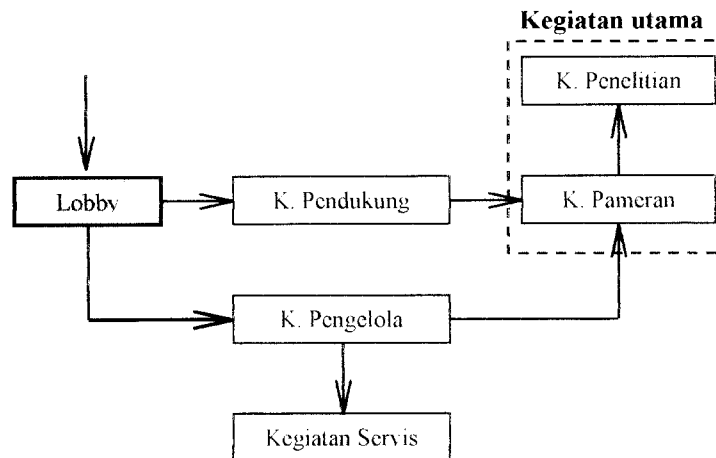 Kegiatan utama
K. Penelitian
Lobby
K. Pendukung
K. Pameran
K. Pengelola
Kegiatan Servis